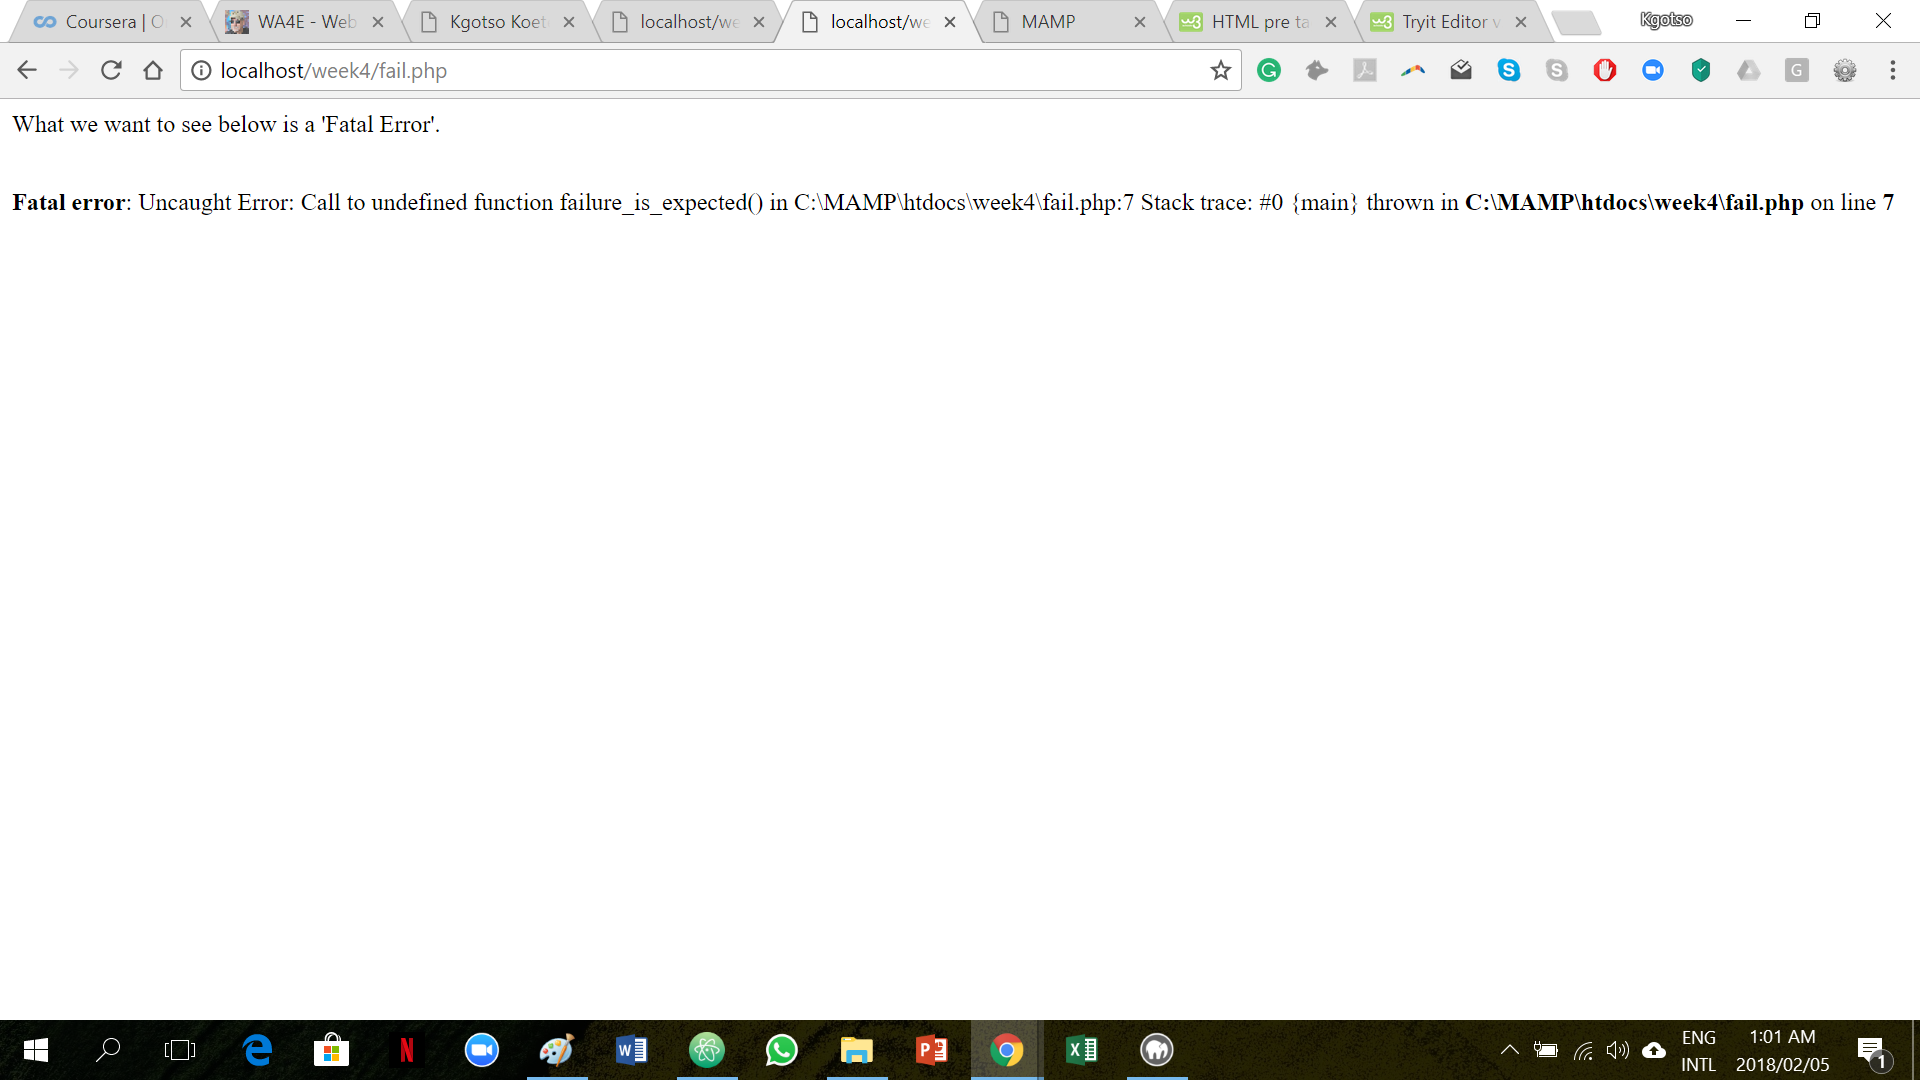 Coursera | O
WA4E - Web
Kgotso Koet
localhost/we
localhost/we
MAMP
HTML pre ta
Tryit Editor v
Kgotso
localhost/week4/fail.php
What we want to see below is a 'Fatal Error'.
Fatal error: Uncaught Error: Call to undefined function failure_is_expected() in C:\MAMP\htdocs\week4\fail.php:7 Stack trace: #0 {main} thrown in C:\MAMP\htdocs\week4\fail.php on line 7
ENG
INTL
1:01 AM
2018/02/05
1